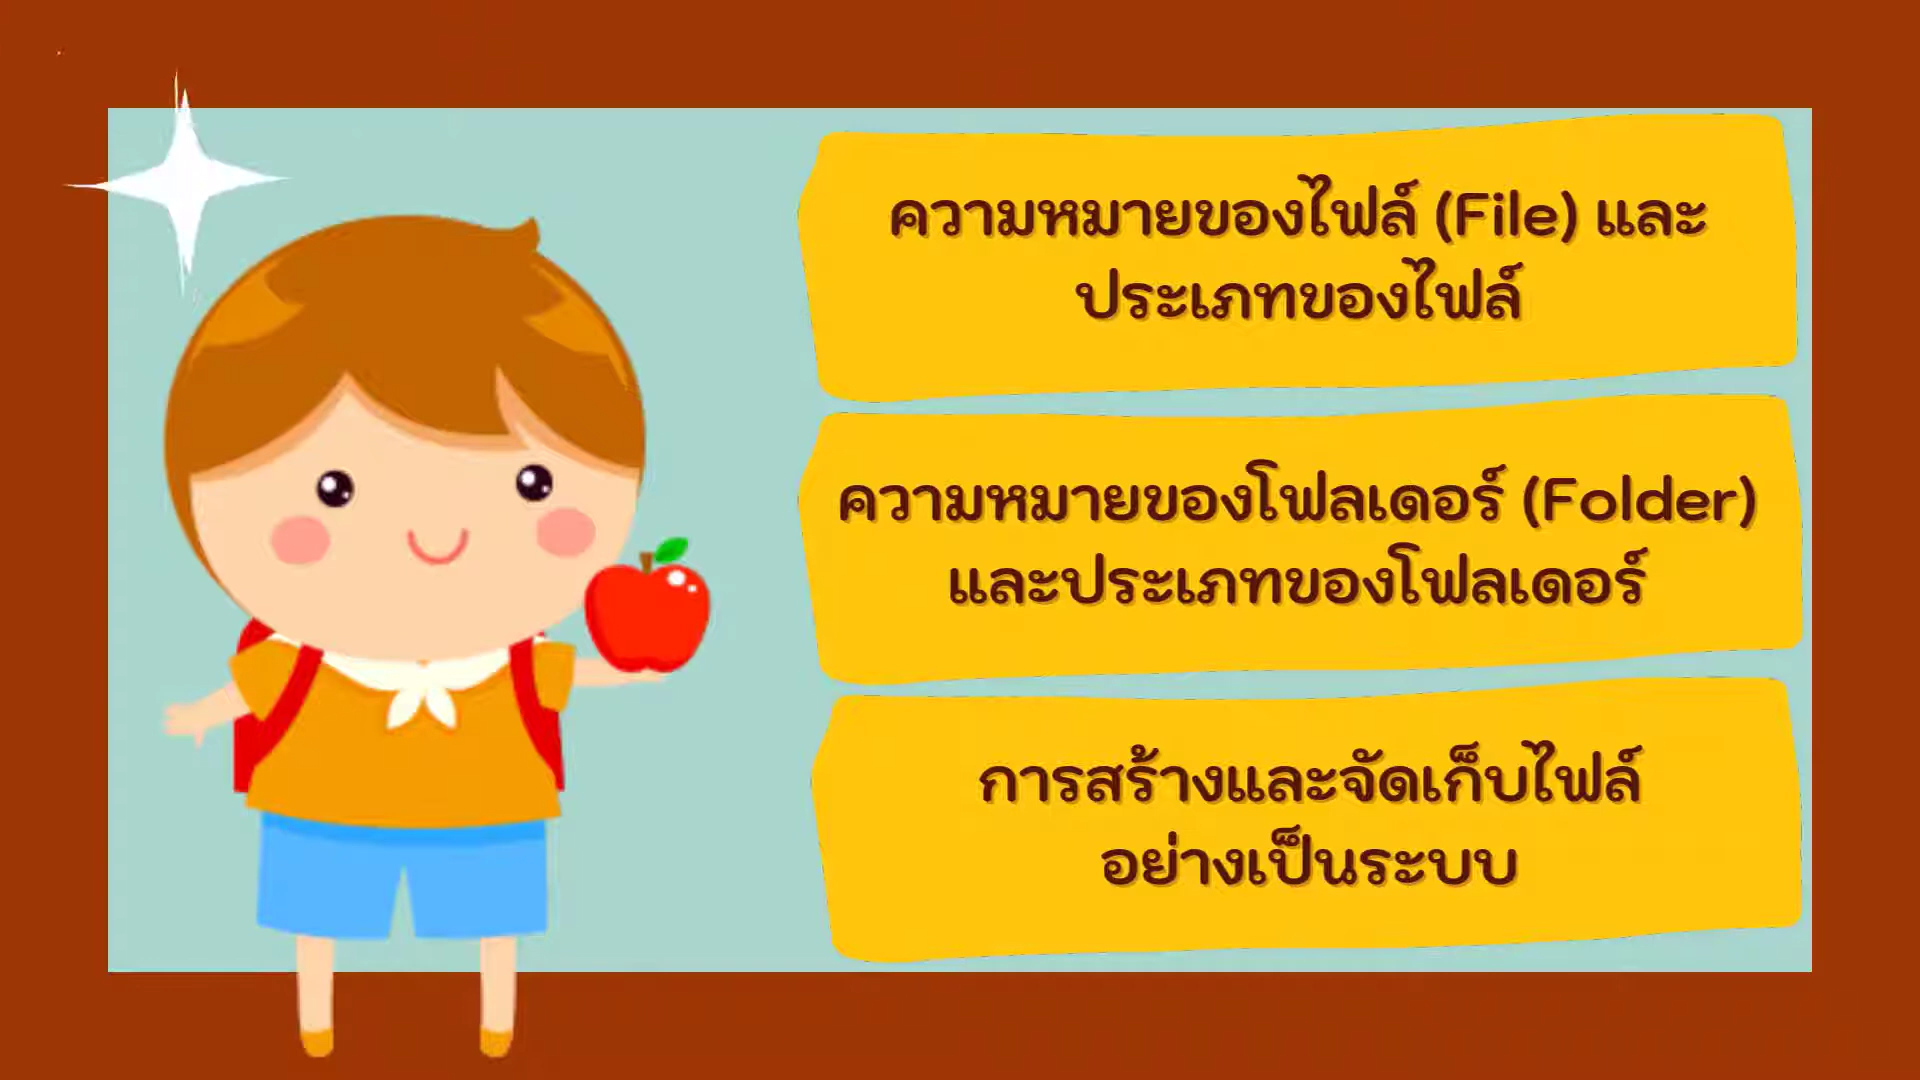 ความหมายของไฟล์ (File) และ
ประเภทของไฟล์
ความหมายของโฟลเดอร์ (Folder)
และประเภทของโฟลเดอร์
การสร้างและจัดเก็บไฟล์
อย่างเป็นระบบ